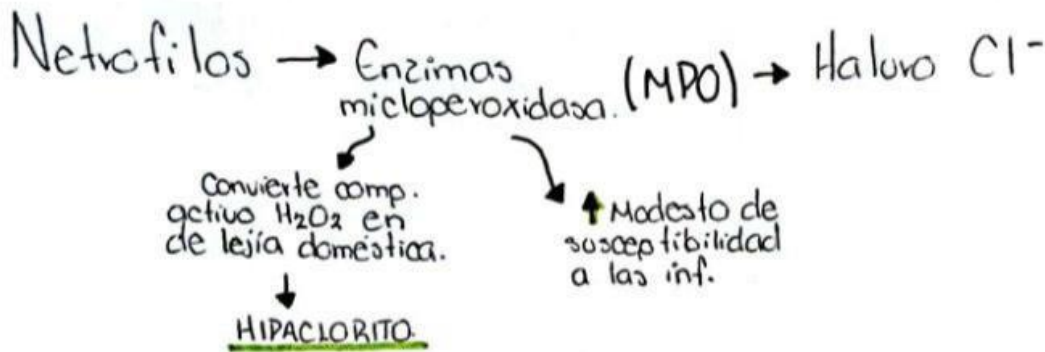 Netrofilos → Enzimas micloperoxidasa. (MPO) → Haluro Cl⁻
Convierte comp.
activo H₂O₂ en
de lejía doméstica.
↓
HIPACLORITO.
↑ Modesto de
susceptibilidad
a las inf.